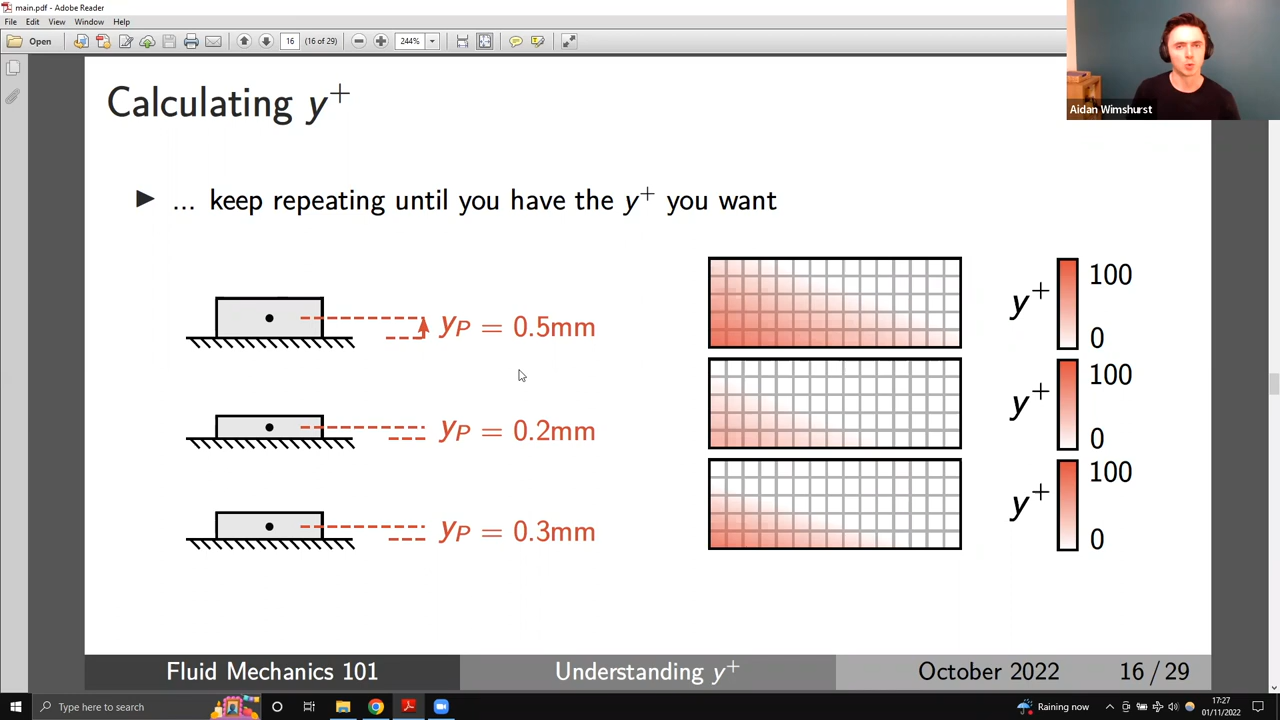 main.pdf - Adobe Reader
File Edit View Window Help
Open 16 (16 of 29) 244%
Aidan Wimshurst
Calculating y+
▶ ... keep repeating until you have the y+ you want
yP = 0.5mm
y+ 100 0
yP = 0.2mm
y+ 100 0
yP = 0.3mm
y+ 100 0
Fluid Mechanics 101 Understanding y+ October 2022 16 / 29
Type here to search Raining now 17:27
01/11/2022